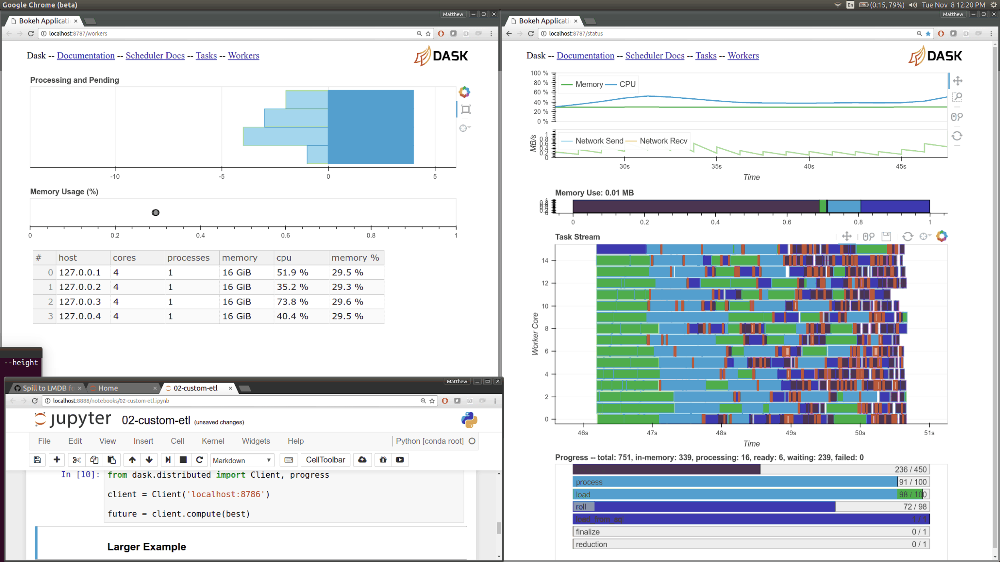 Google Chrome (beta)
En (0:15, 79%) Tue Nov 8 12:20 PM
Matthew
Bokeh Applicati
localhost:8787/workers
Dask -- Documentation -- Scheduler Docs -- Tasks -- Workers
DASK
Processing and Pending
-10 -5 0 5
Memory Usage (%)
0 0.2 0.4 0.6 0.8 1
# host cores processes memory cpu memory %
0 127.0.0.1 4 1 16 GiB 51.9 % 29.5 %
1 127.0.0.2 4 1 16 GiB 35.2 % 29.3 %
2 127.0.0.3 4 1 16 GiB 73.8 % 29.6 %
3 127.0.0.4 4 1 16 GiB 40.4 % 29.5 %
--height
Matthew
Spill to LMDB fo Home 02-custom-etl
localhost:8888/notebooks/02-custom-etl.ipynb
jupyter 02-custom-etl (unsaved changes)
File Edit View Insert Cell Kernel Widgets Help Python [conda root]
Markdown CellToolbar
In [10]: from dask.distributed import Client, progress
client = Client('localhost:8786')
future = client.compute(best)
Larger Example
Matthew
Bokeh Applicati
localhost:8787/status
Dask -- Documentation -- Scheduler Docs -- Tasks -- Workers
DASK
100 %
80 %
60 %
40 %
20 %
0 %
Memory CPU
MB/s
1
0.8
0.6
0.4
0.2
0
Network Send Network Recv
30s 35s 40s 45s
Time
Memory Use: 0.01 MB
0 0.2 0.4 0.6 0.8 1
Task Stream
Worker Core
14
12
10
8
6
4
2
0
46s 47s 48s 49s 50s 51s
Time
Progress -- total: 751, in-memory: 339, processing: 16, ready: 6, waiting: 239, failed: 0
236 / 450
process 91 / 100
load 98 / 100
roll 72 / 98
load_from_sql 1 / 1
finalize 0 / 1
reduction 0 / 1